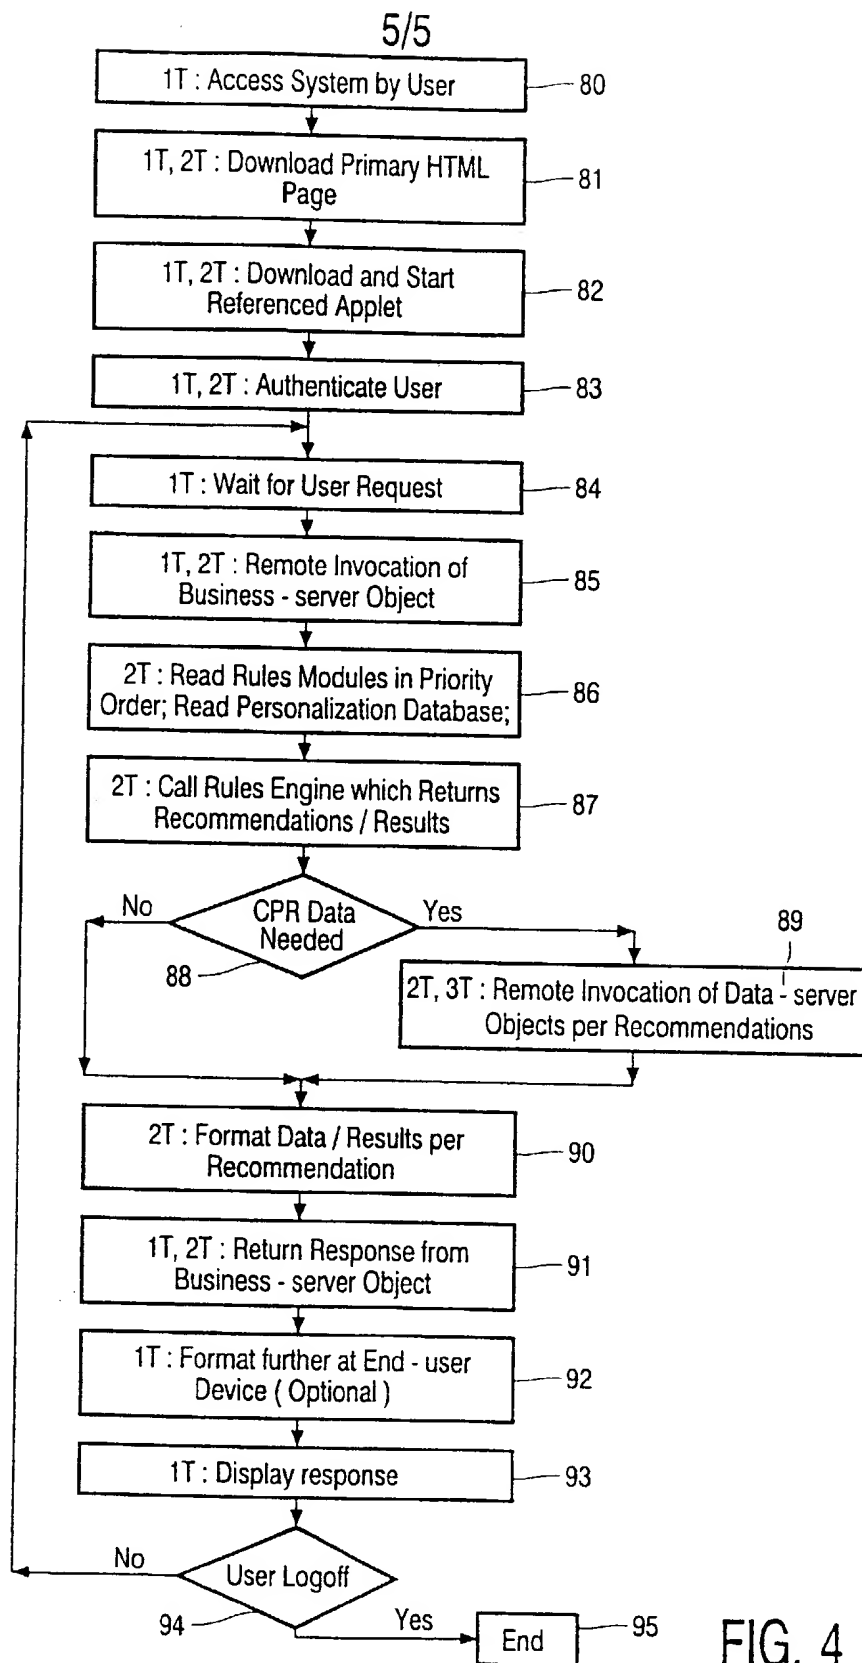 5/5
1T : Access System by User
80
1T, 2T : Download Primary HTML
Page
81
1T, 2T : Download and Start
Referenced Applet
82
1T, 2T : Authenticate User
83
1T : Wait for User Request
84
1T, 2T : Remote Invocation of
Business - server Object
85
2T : Read Rules Modules in Priority
Order; Read Personalization Database;
86
2T : Call Rules Engine which Returns
Recommendations / Results
87
No
CPR Data
Needed
Yes
88
89
2T, 3T : Remote Invocation of Data - server
Objects per Recommendations
2T : Format Data / Results per
Recommendation
90
1T, 2T : Return Response from
Business - server Object
91
1T : Format further at End - user
Device ( Optional )
92
1T : Display response
93
No
User Logoff
94
Yes
End
95
FIG. 4